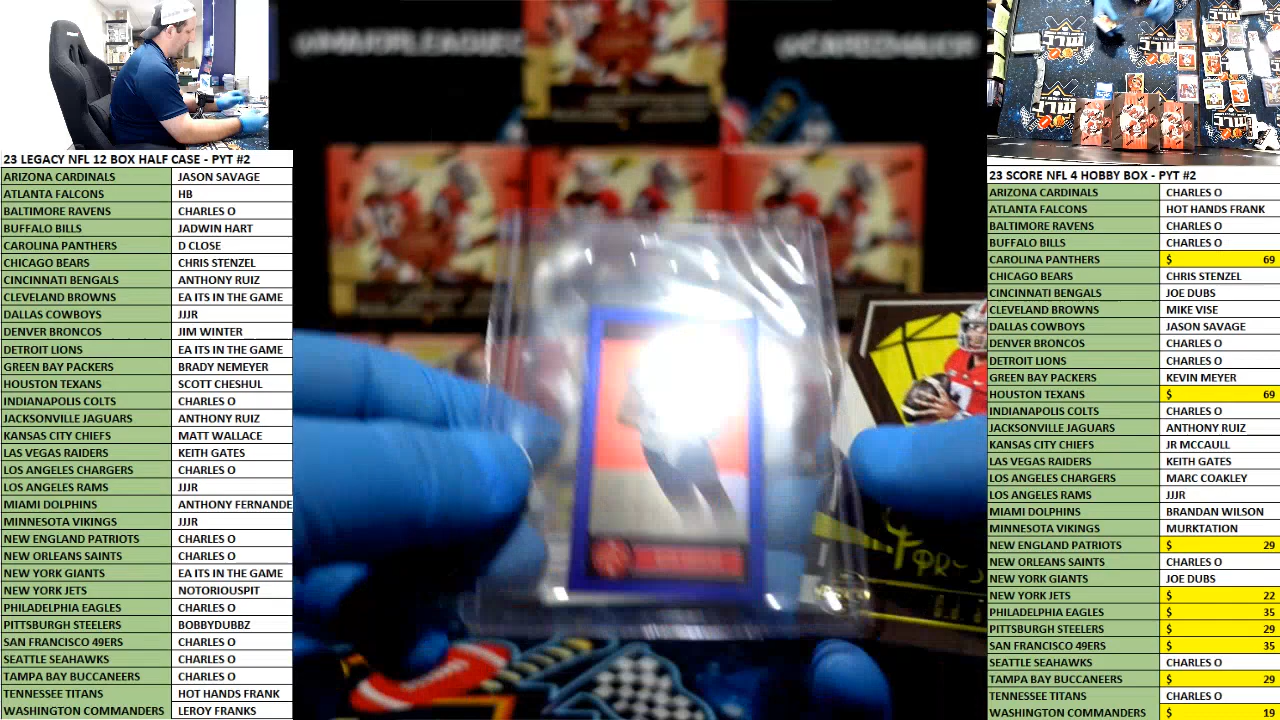 23 LEGACY NFL 12 BOX HALF CASE - PYT #2
ARIZONA CARDINALS JASON SAVAGE
ATLANTA FALCONS HB
BALTIMORE RAVENS CHARLES O
BUFFALO BILLS JADWIN HART
CAROLINA PANTHERS D CLOSE
CHICAGO BEARS CHRIS STENZEL
CINCINNATI BENGALS ANTHONY RUIZ
CLEVELAND BROWNS EA ITS IN THE GAME
DALLAS COWBOYS JJJR
DENVER BRONCOS JIM WINTER
DETROIT LIONS EA ITS IN THE GAME
GREEN BAY PACKERS BRADY NEMEYER
HOUSTON TEXANS SCOTT CHESHUL
INDIANAPOLIS COLTS CHARLES O
JACKSONVILLE JAGUARS ANTHONY RUIZ
KANSAS CITY CHIEFS MATT WALLACE
LAS VEGAS RAIDERS KEITH GATES
LOS ANGELES CHARGERS CHARLES O
LOS ANGELES RAMS JJJR
MIAMI DOLPHINS ANTHONY FERNANDE
MINNESOTA VIKINGS JJJR
NEW ENGLAND PATRIOTS CHARLES O
NEW ORLEANS SAINTS CHARLES O
NEW YORK GIANTS EA ITS IN THE GAME
NEW YORK JETS NOTORIOUSPIT
PHILADELPHIA EAGLES CHARLES O
PITTSBURGH STEELERS BOBBYDUBBZ
SAN FRANCISCO 49ERS CHARLES O
SEATTLE SEAHAWKS CHARLES O
TAMPA BAY BUCCANEERS CHARLES O
TENNESSEE TITANS HOT HANDS FRANK
WASHINGTON COMMANDERS LEROY FRANKS
23 SCORE NFL 4 HOBBY BOX - PYT #2
ARIZONA CARDINALS CHARLES O
ATLANTA FALCONS HOT HANDS FRANK
BALTIMORE RAVENS CHARLES O
BUFFALO BILLS CHARLES O
CAROLINA PANTHERS $ 69
CHICAGO BEARS CHRIS STENZEL
CINCINNATI BENGALS JOE DUBS
CLEVELAND BROWNS MIKE VISE
DALLAS COWBOYS JASON SAVAGE
DENVER BRONCOS CHARLES O
DETROIT LIONS CHARLES O
GREEN BAY PACKERS KEVIN MEYER
HOUSTON TEXANS $ 69
INDIANAPOLIS COLTS CHARLES O
JACKSONVILLE JAGUARS ANTHONY RUIZ
KANSAS CITY CHIEFS JR MCCAULL
LAS VEGAS RAIDERS KEITH GATES
LOS ANGELES CHARGERS MARC COAKLEY
LOS ANGELES RAMS JJJR
MIAMI DOLPHINS BRANDAN WILSON
MINNESOTA VIKINGS MURKTATION
NEW ENGLAND PATRIOTS $ 29
NEW ORLEANS SAINTS CHARLES O
NEW YORK GIANTS JOE DUBS
NEW YORK JETS $ 22
PHILADELPHIA EAGLES $ 35
PITTSBURGH STEELERS $ 29
SAN FRANCISCO 49ERS $ 35
SEATTLE SEAHAWKS CHARLES O
TAMPA BAY BUCCANEERS $ 29
TENNESSEE TITANS CHARLES O
WASHINGTON COMMANDERS $ 19